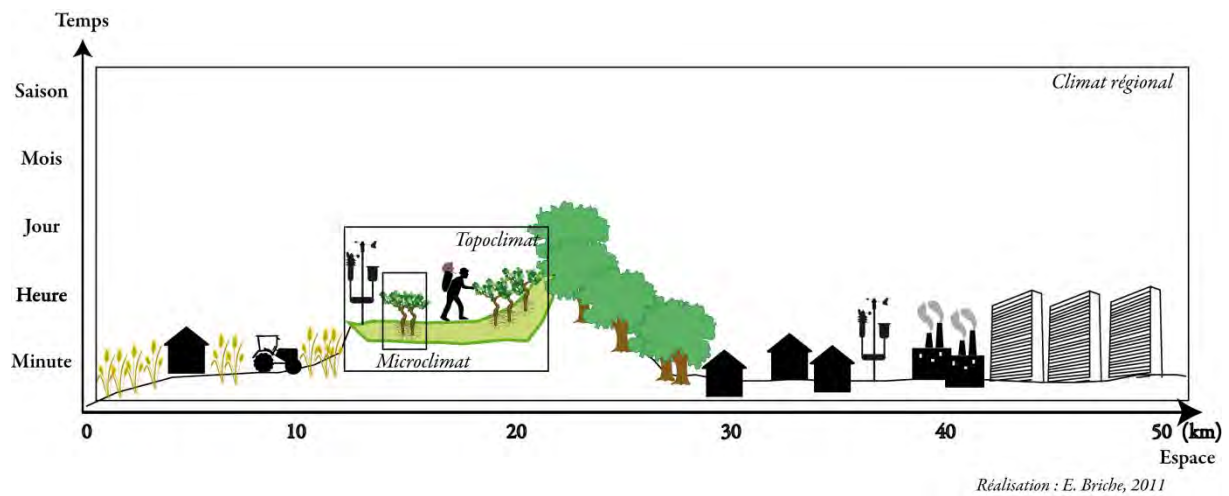 Temps
Climat régional
Saison
Mois
Jour
Topoclimat
Heure
Minute
Microclimat
0 10 20 30 40 50 (km)
Espace
Réalisation : E. Briche, 2011